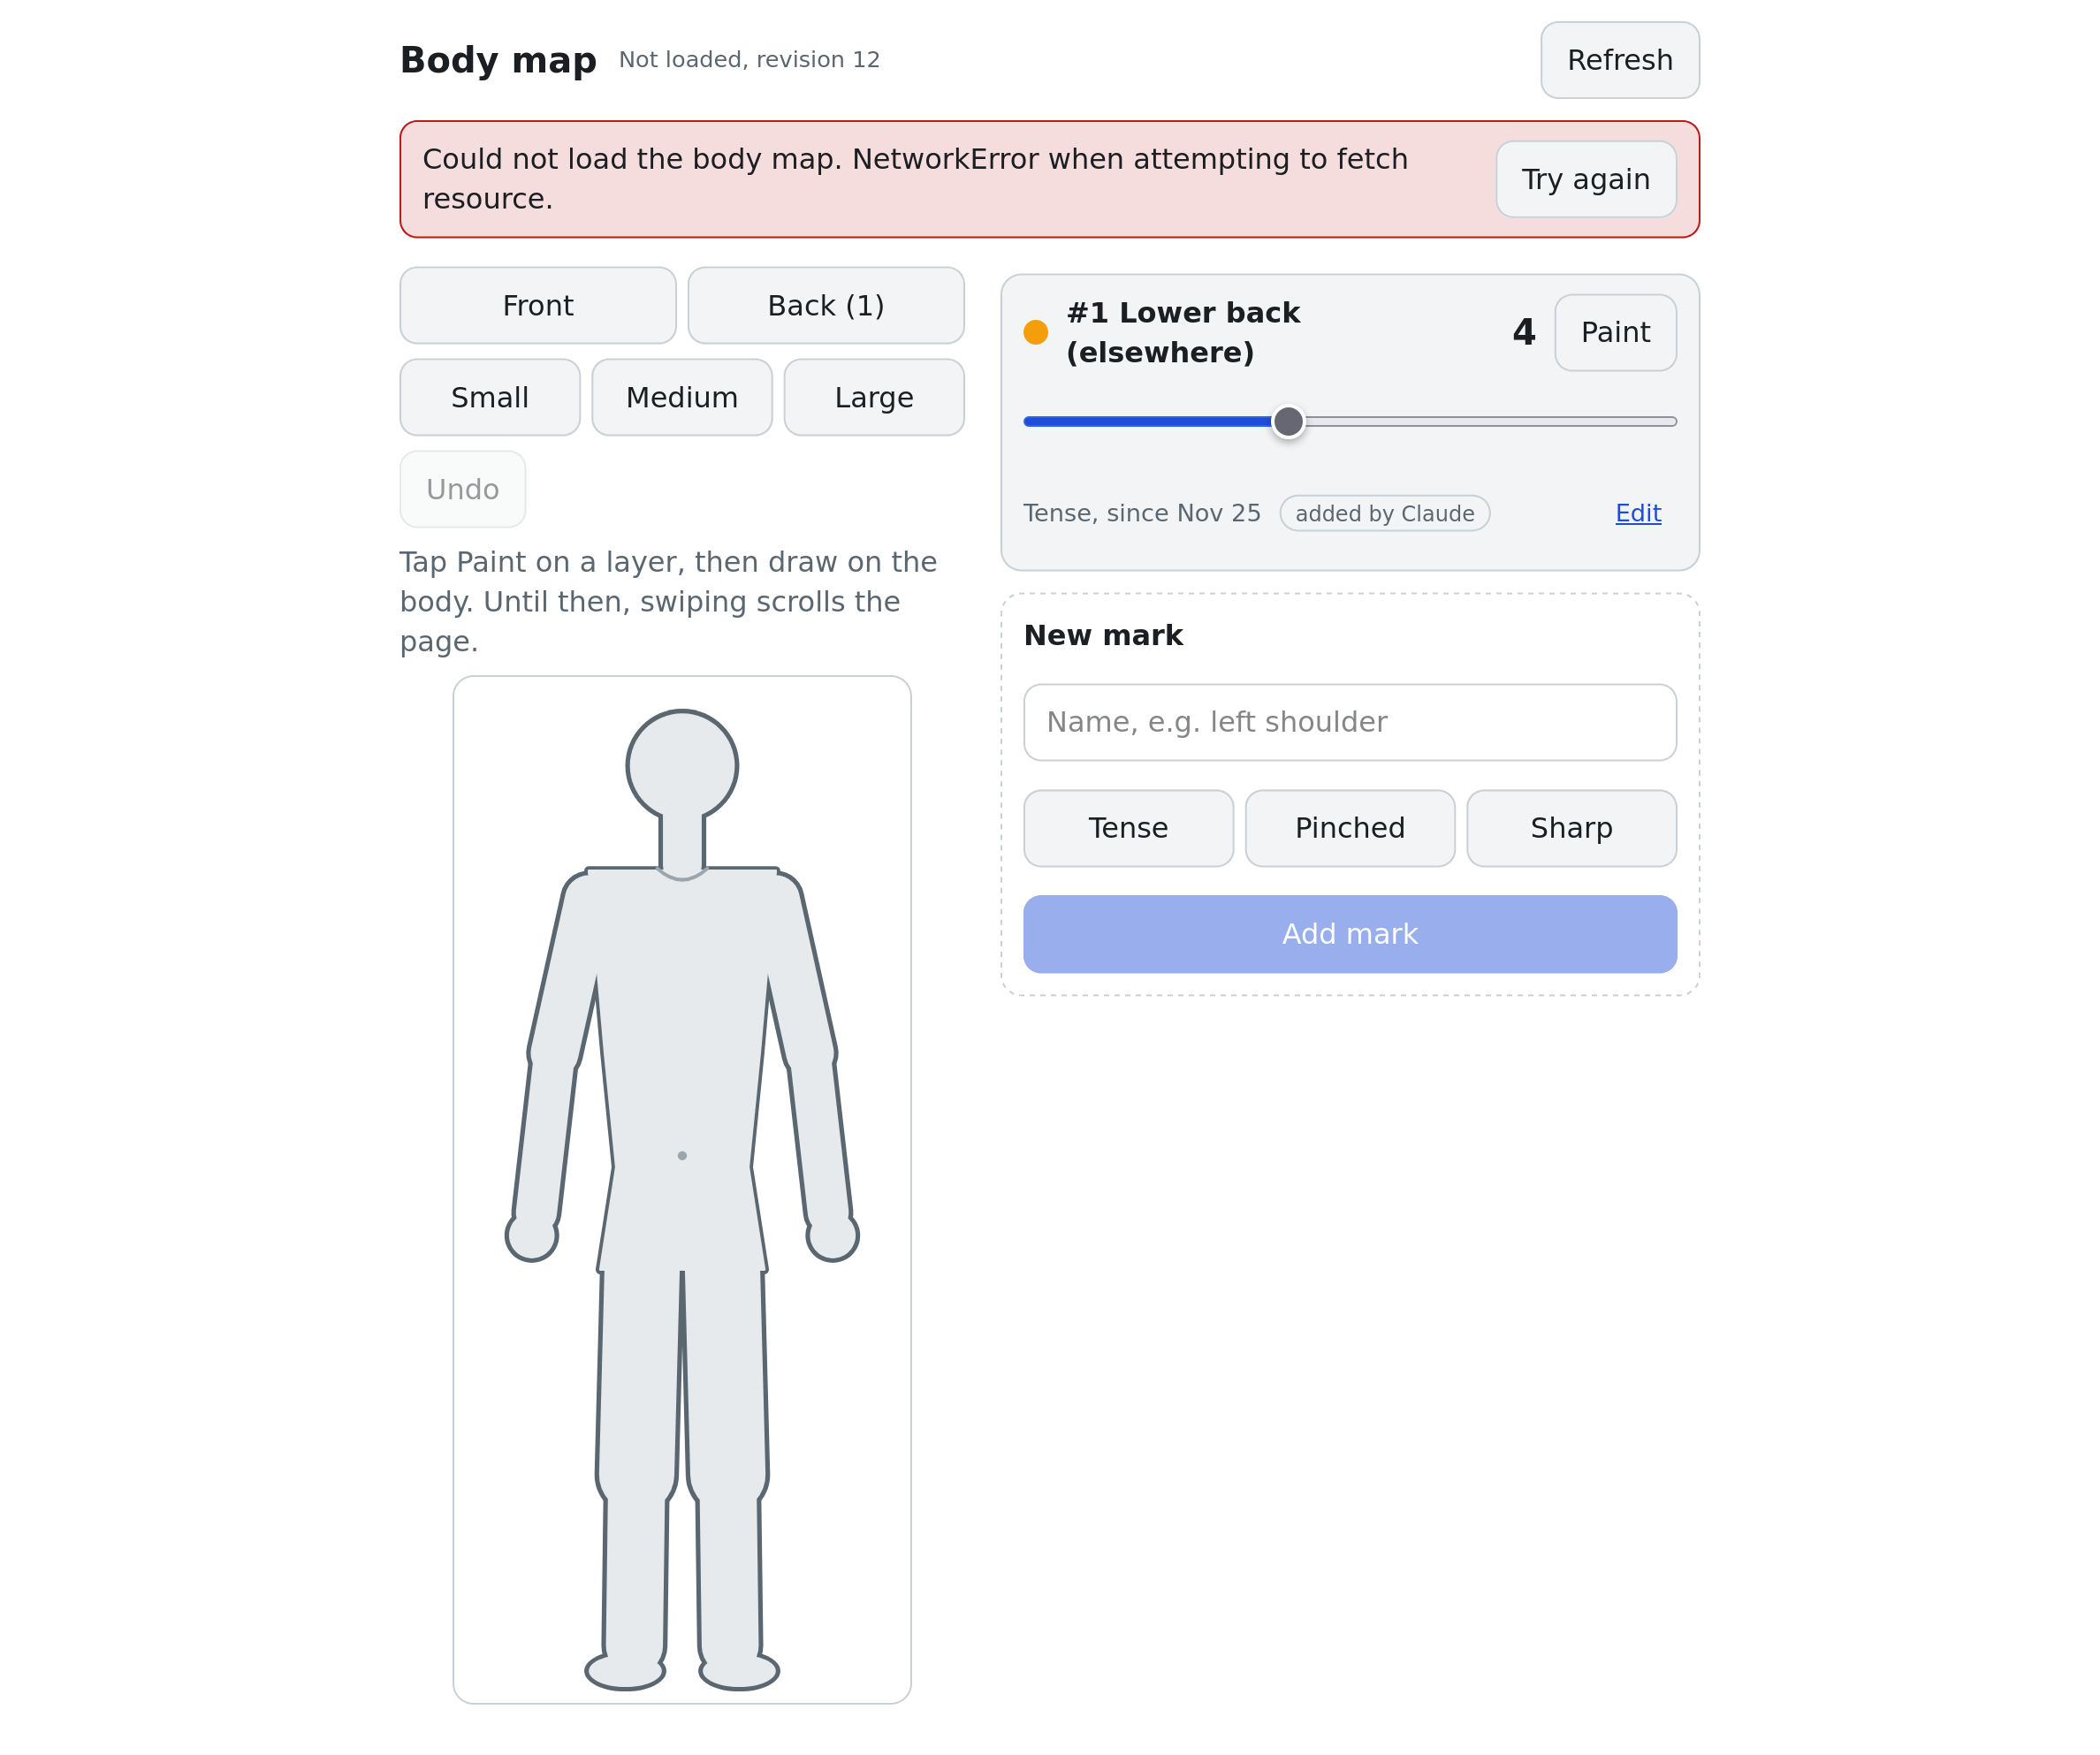 Body map
Not loaded, revision 12
Refresh
Could not load the body map. NetworkError when attempting to fetch
resource.
Try again
Front
Back (1)
Small
Medium
Large
Undo
Tap Paint on a layer, then draw on the
body. Until then, swiping scrolls the
page.
#1 Lower back
(elsewhere)
4
Paint
Tense, since Nov 25
added by Claude
Edit
New mark
Name, e.g. left shoulder
Tense
Pinched
Sharp
Add mark